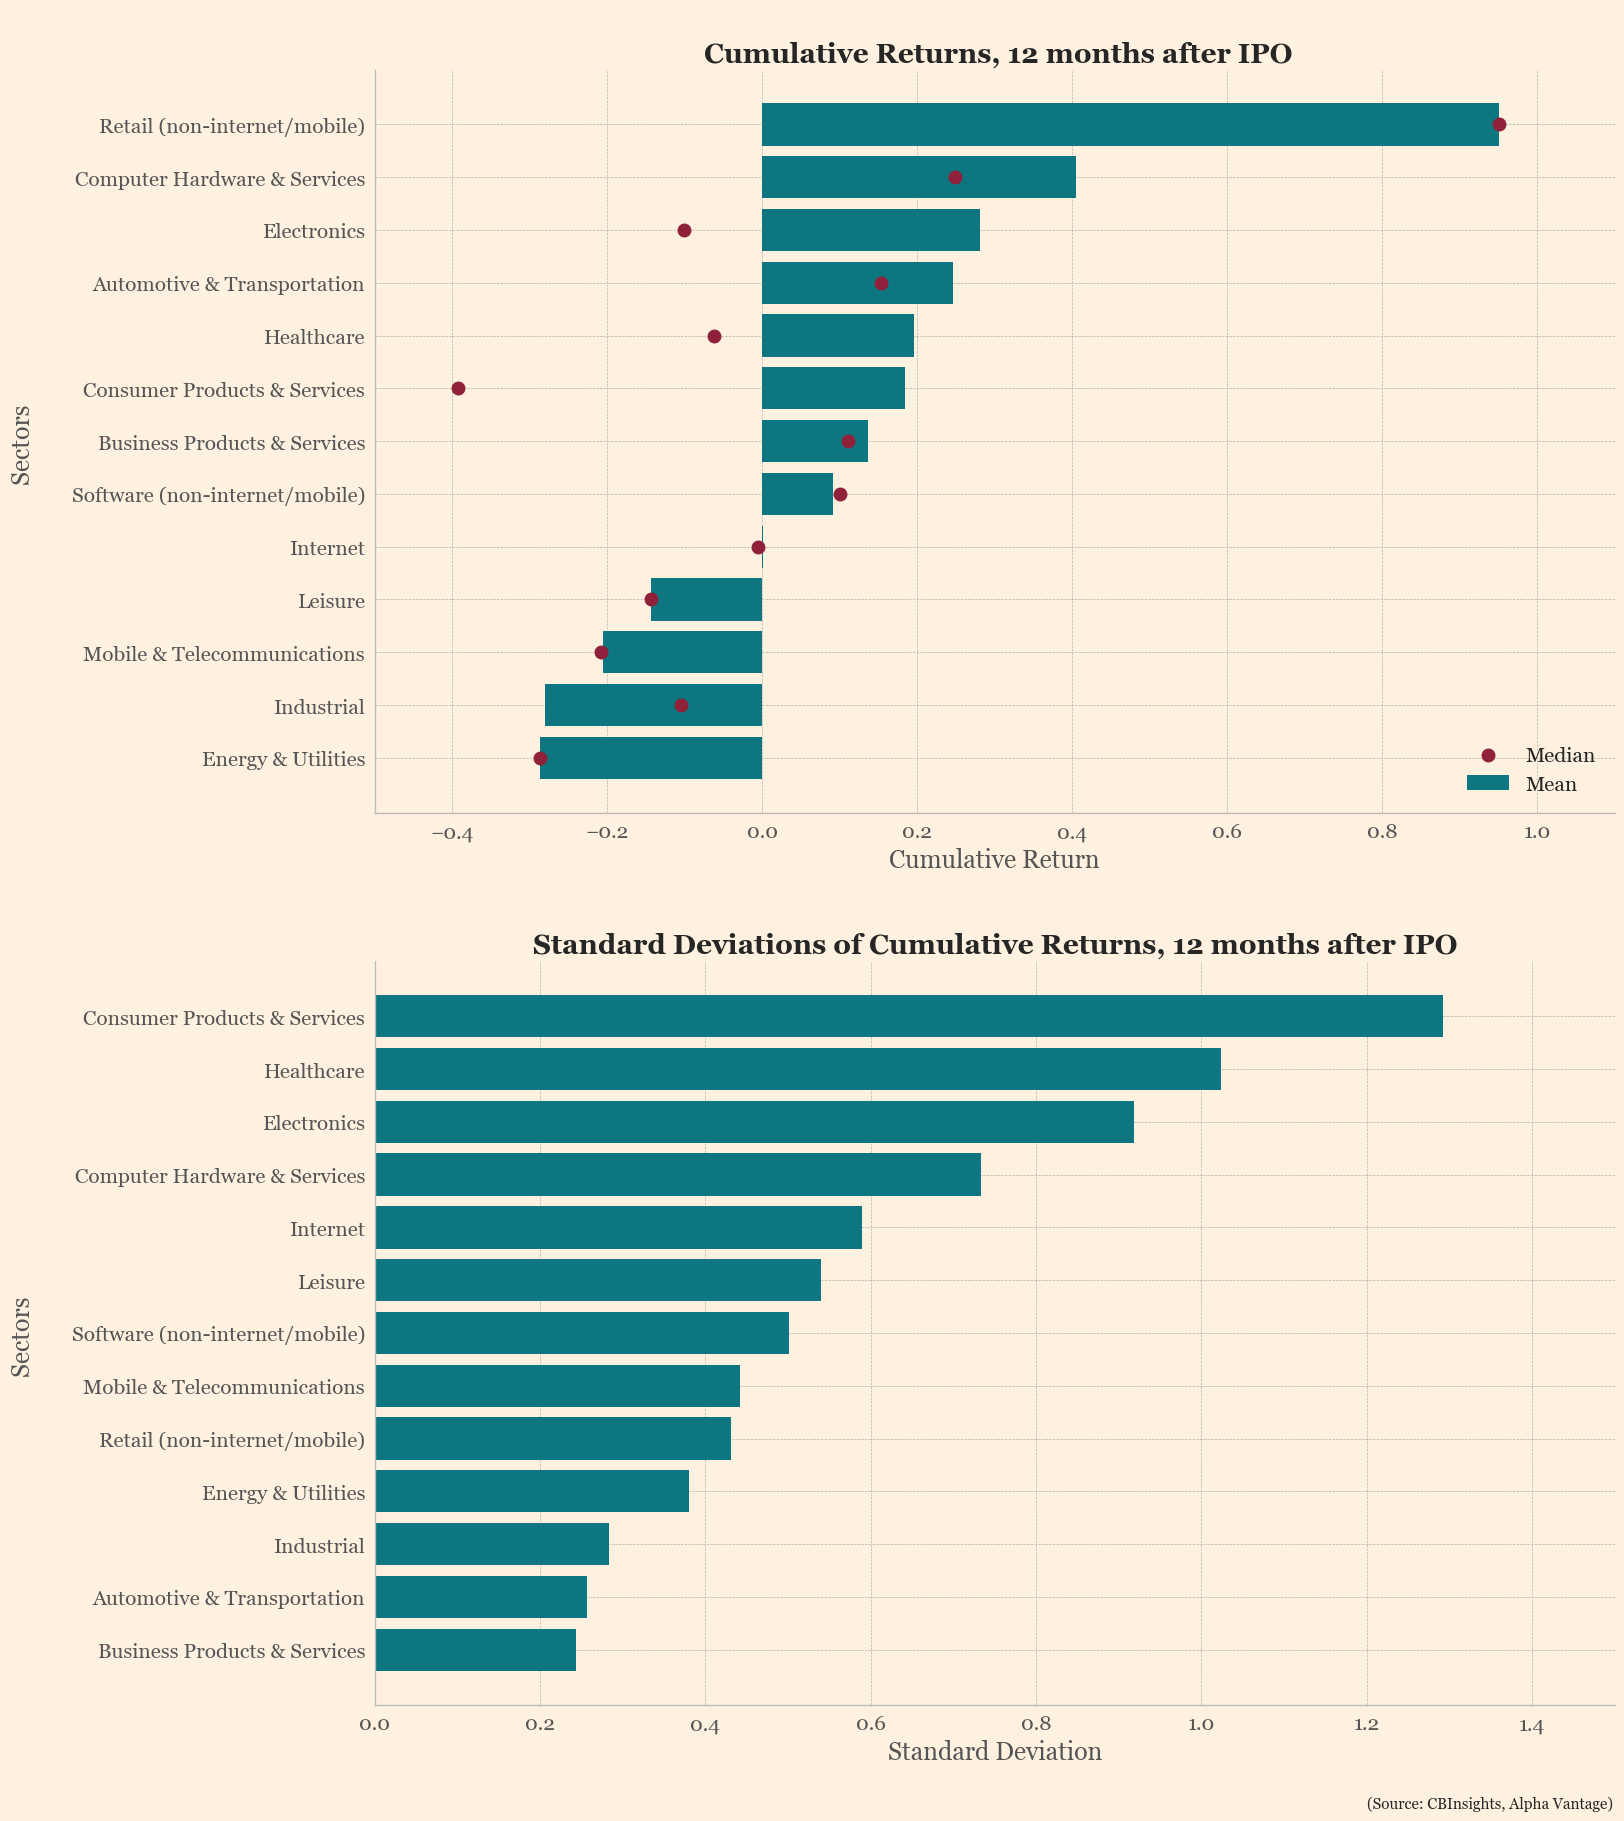 Cumulative Returns, 12 months after IPO
Sectors
Retail (non-internet/mobile)
Computer Hardware & Services
Electronics
Automotive & Transportation
Healthcare
Consumer Products & Services
Business Products & Services
Software (non-internet/mobile)
Internet
Leisure
Mobile & Telecommunications
Industrial
Energy & Utilities
Median
Mean
−0.4 −0.2 0.0 0.2 0.4 0.6 0.8 1.0
Cumulative Return
Standard Deviations of Cumulative Returns, 12 months after IPO
Sectors
Consumer Products & Services
Healthcare
Electronics
Computer Hardware & Services
Internet
Leisure
Software (non-internet/mobile)
Mobile & Telecommunications
Retail (non-internet/mobile)
Energy & Utilities
Industrial
Automotive & Transportation
Business Products & Services
0.0 0.2 0.4 0.6 0.8 1.0 1.2 1.4
Standard Deviation
(Source: CBInsights, Alpha Vantage)